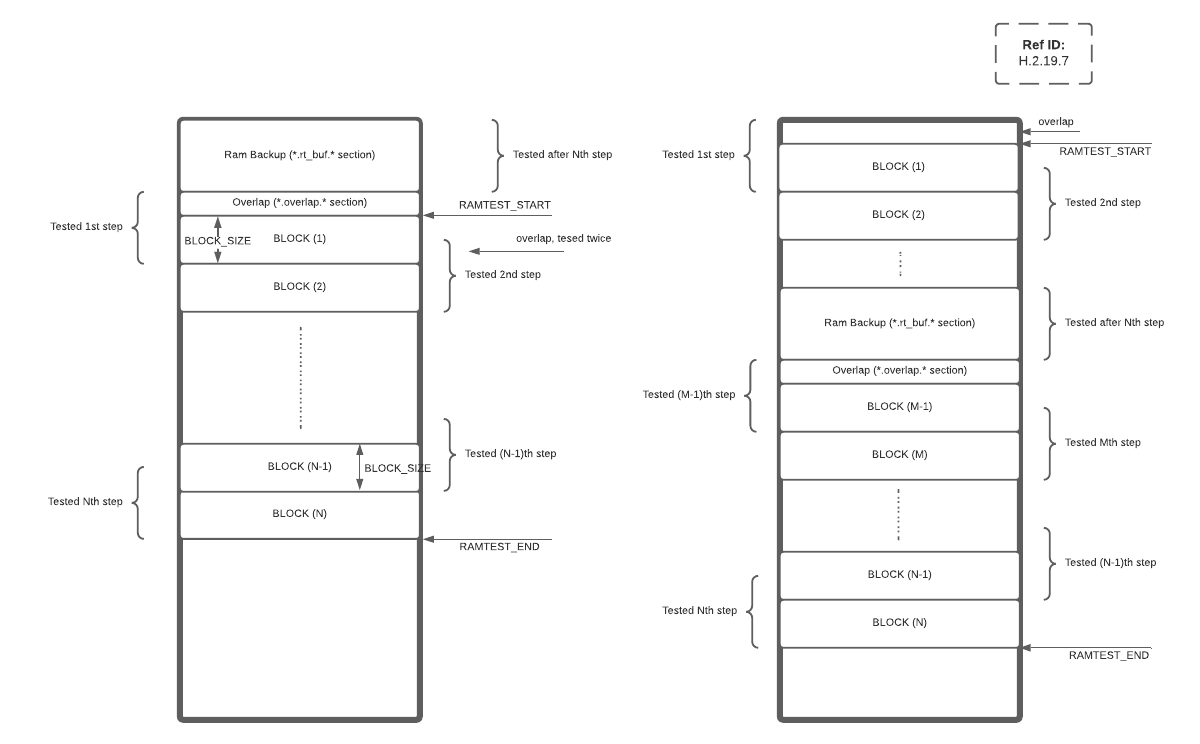 Ref ID:
H.2.19.7
Ram Backup (*.rt_buf.* section)
Tested after Nth step
Overlap (*.overlap.* section)
RAMTEST_START
Tested 1st step
BLOCK_SIZE
BLOCK (1)
overlap, tesed twice
Tested 2nd step
BLOCK (2)
BLOCK (N-1)
BLOCK_SIZE
Tested (N-1)th step
Tested Nth step
BLOCK (N)
RAMTEST_END
overlap
Tested 1st step
RAMTEST_START
BLOCK (1)
Tested 2nd step
BLOCK (2)
Ram Backup (*.rt_buf.* section)
Tested after Nth step
Overlap (*.overlap.* section)
Tested (M-1)th step
BLOCK (M-1)
Tested Mth step
BLOCK (M)
Tested (N-1)th step
BLOCK (N-1)
Tested Nth step
BLOCK (N)
RAMTEST_END